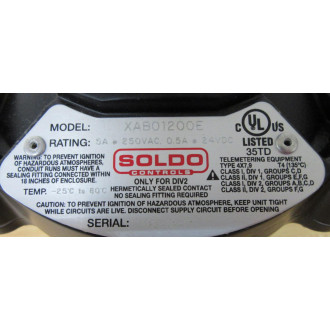 MODEL: XAB01200E
RATING: 5A @ 250VAC, 0.5A @ 24VDC
C UL US
LISTED
35TD
WARNING: TO PREVENT IGNITION
OF HAZARDOUS ATMOSPHERES,
CONDUIT RUNS MUST HAVE A
SEALING FITTING CONNECTED WITHIN
18 INCHES OF ENCLOSURE.
TEMP. -25°C to 80°C
SOLDO
CONTROLS
ONLY FOR DIV2
HERMETICALLY SEALED CONTACT
NO SEALING FITTING REQUIRED
TELEMETERING EQUIPMENT
TYPE 4X7,9 T4 (135°C)
CLASS I, DIV 1, GROUPS C,D
CLASS II, DIV 1, GROUPS E,F,G
CLASS I, DIV 2, GROUPS A,B,C,D
CLASS II, DIV 2, GROUPS E,F,G
CAUTION: TO PREVENT IGNITION OF HAZARDOUS ATMOSPHERE, KEEP UNIT TIGHT
WHILE CIRCUITS ARE LIVE, DISCONNECT SUPPLY CIRCUIT BEFORE OPENING
SERIAL: